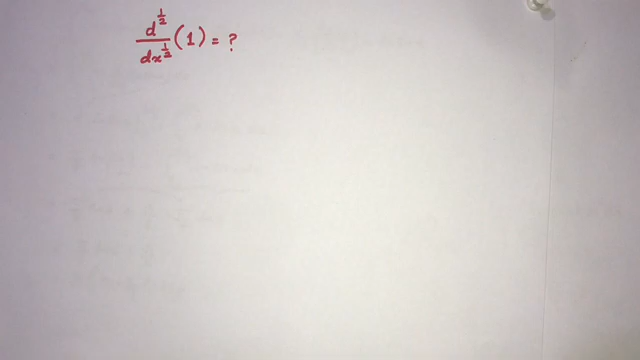 d^{1/2}/dx^{1/2} (1) = ?